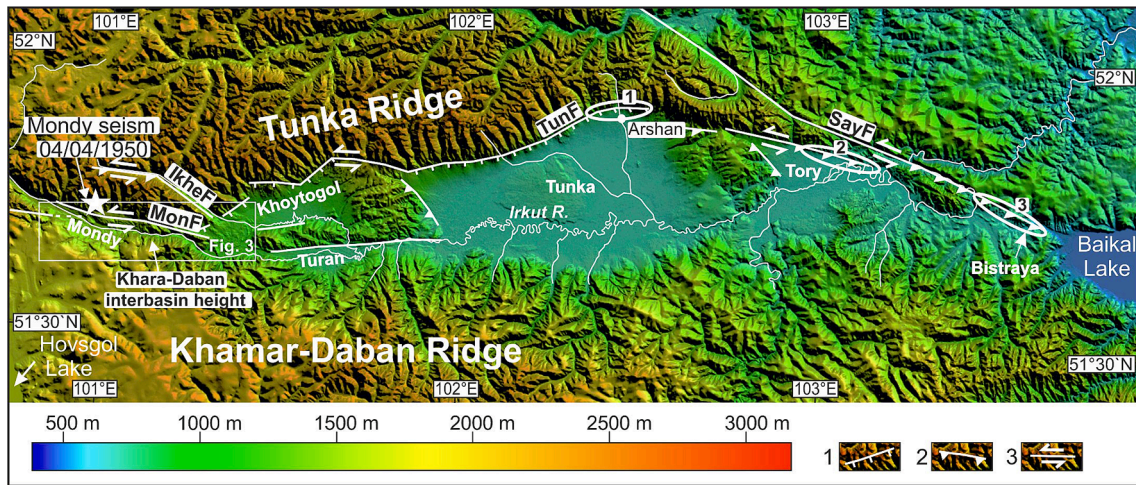 101°E
102°E
103°E
52°N
52°N
Tunka Ridge
Mondy seism
04/04/1950
TunF
1
Arshan
SayF
2
IkheF
Khoytogol
Tunka
Tory
MonF
Mondy
Irkut R.
3
Fig. 3
Turan
Baikal
Lake
Khara-Daban
interbasin height
Bistraya
51°30`N
Hovsgol
Lake
Khamar-Daban Ridge
51°30`N
101°E
102°E
103°E
500 m
1000 m
1500 m
2000 m
2500 m
3000 m
1
2
3